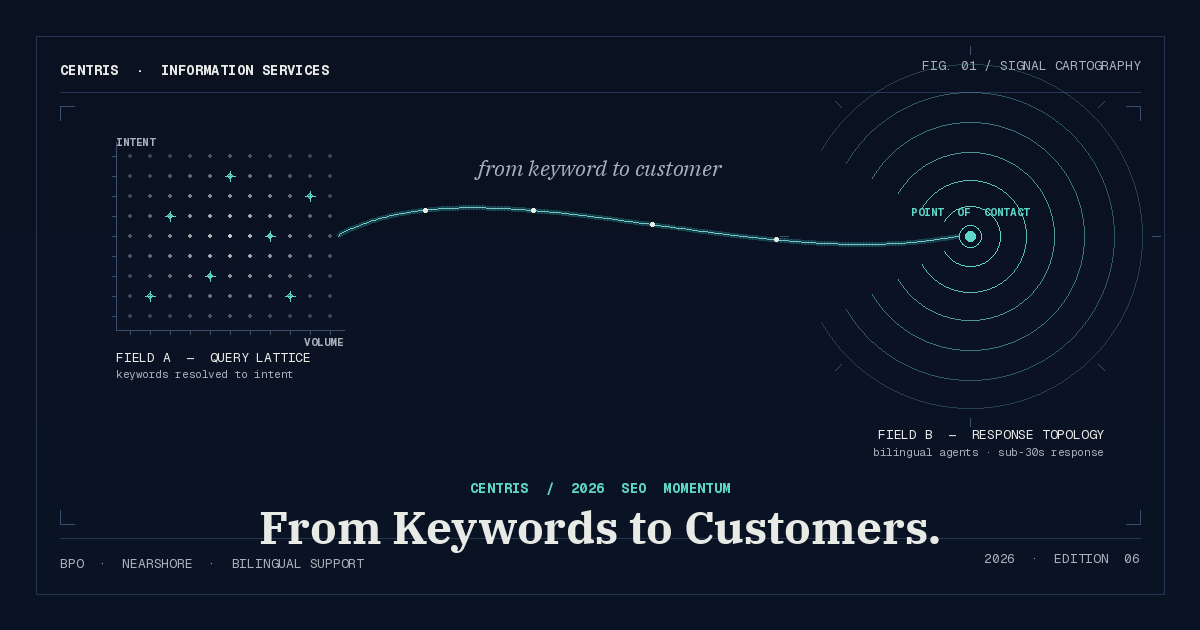 CENTRIS · INFORMATION SERVICES
FIG. 01 / SIGNAL CARTOGRAPHY
INTENT
from keyword to customer
POINT OF CONTACT
VOLUME
FIELD A — QUERY LATTICE
keywords resolved to intent
FIELD B — RESPONSE TOPOLOGY
bilingual agents · sub-30s response
CENTRIS / 2026 SEO MOMENTUM
From Keywords to Customers.
BPO · NEARSHORE · BILINGUAL SUPPORT
2026 · EDITION 06